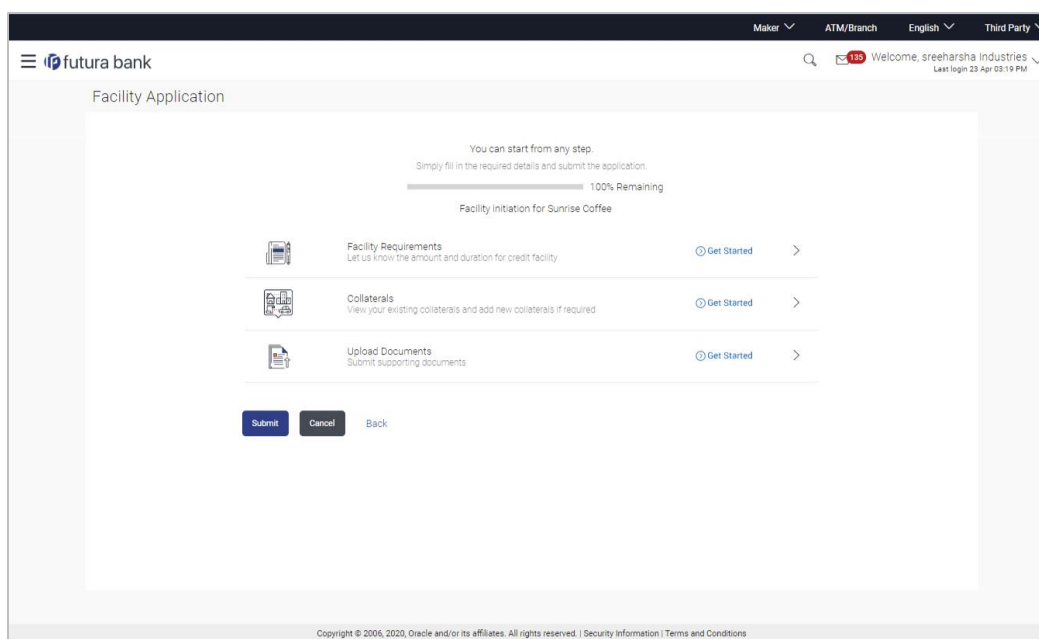 Maker ATM/Branch English Third Party
futura bank
135 Welcome, sreeharsha Industries
Last login 23 Apr 03:19 PM
Facility Application
You can start from any step.
Simply fill in the required details and submit the application.
100% Remaining
Facility initiation for Sunrise Coffee
Facility Requirements
Let us know the amount and duration for credit facility
Get Started
Collaterals
View your existing collaterals and add new collaterals if required
Get Started
Upload Documents
Submit supporting documents
Get Started
Submit Cancel Back
Copyright © 2006, 2020, Oracle and/or its affiliates. All rights reserved. | Security Information | Terms and Conditions